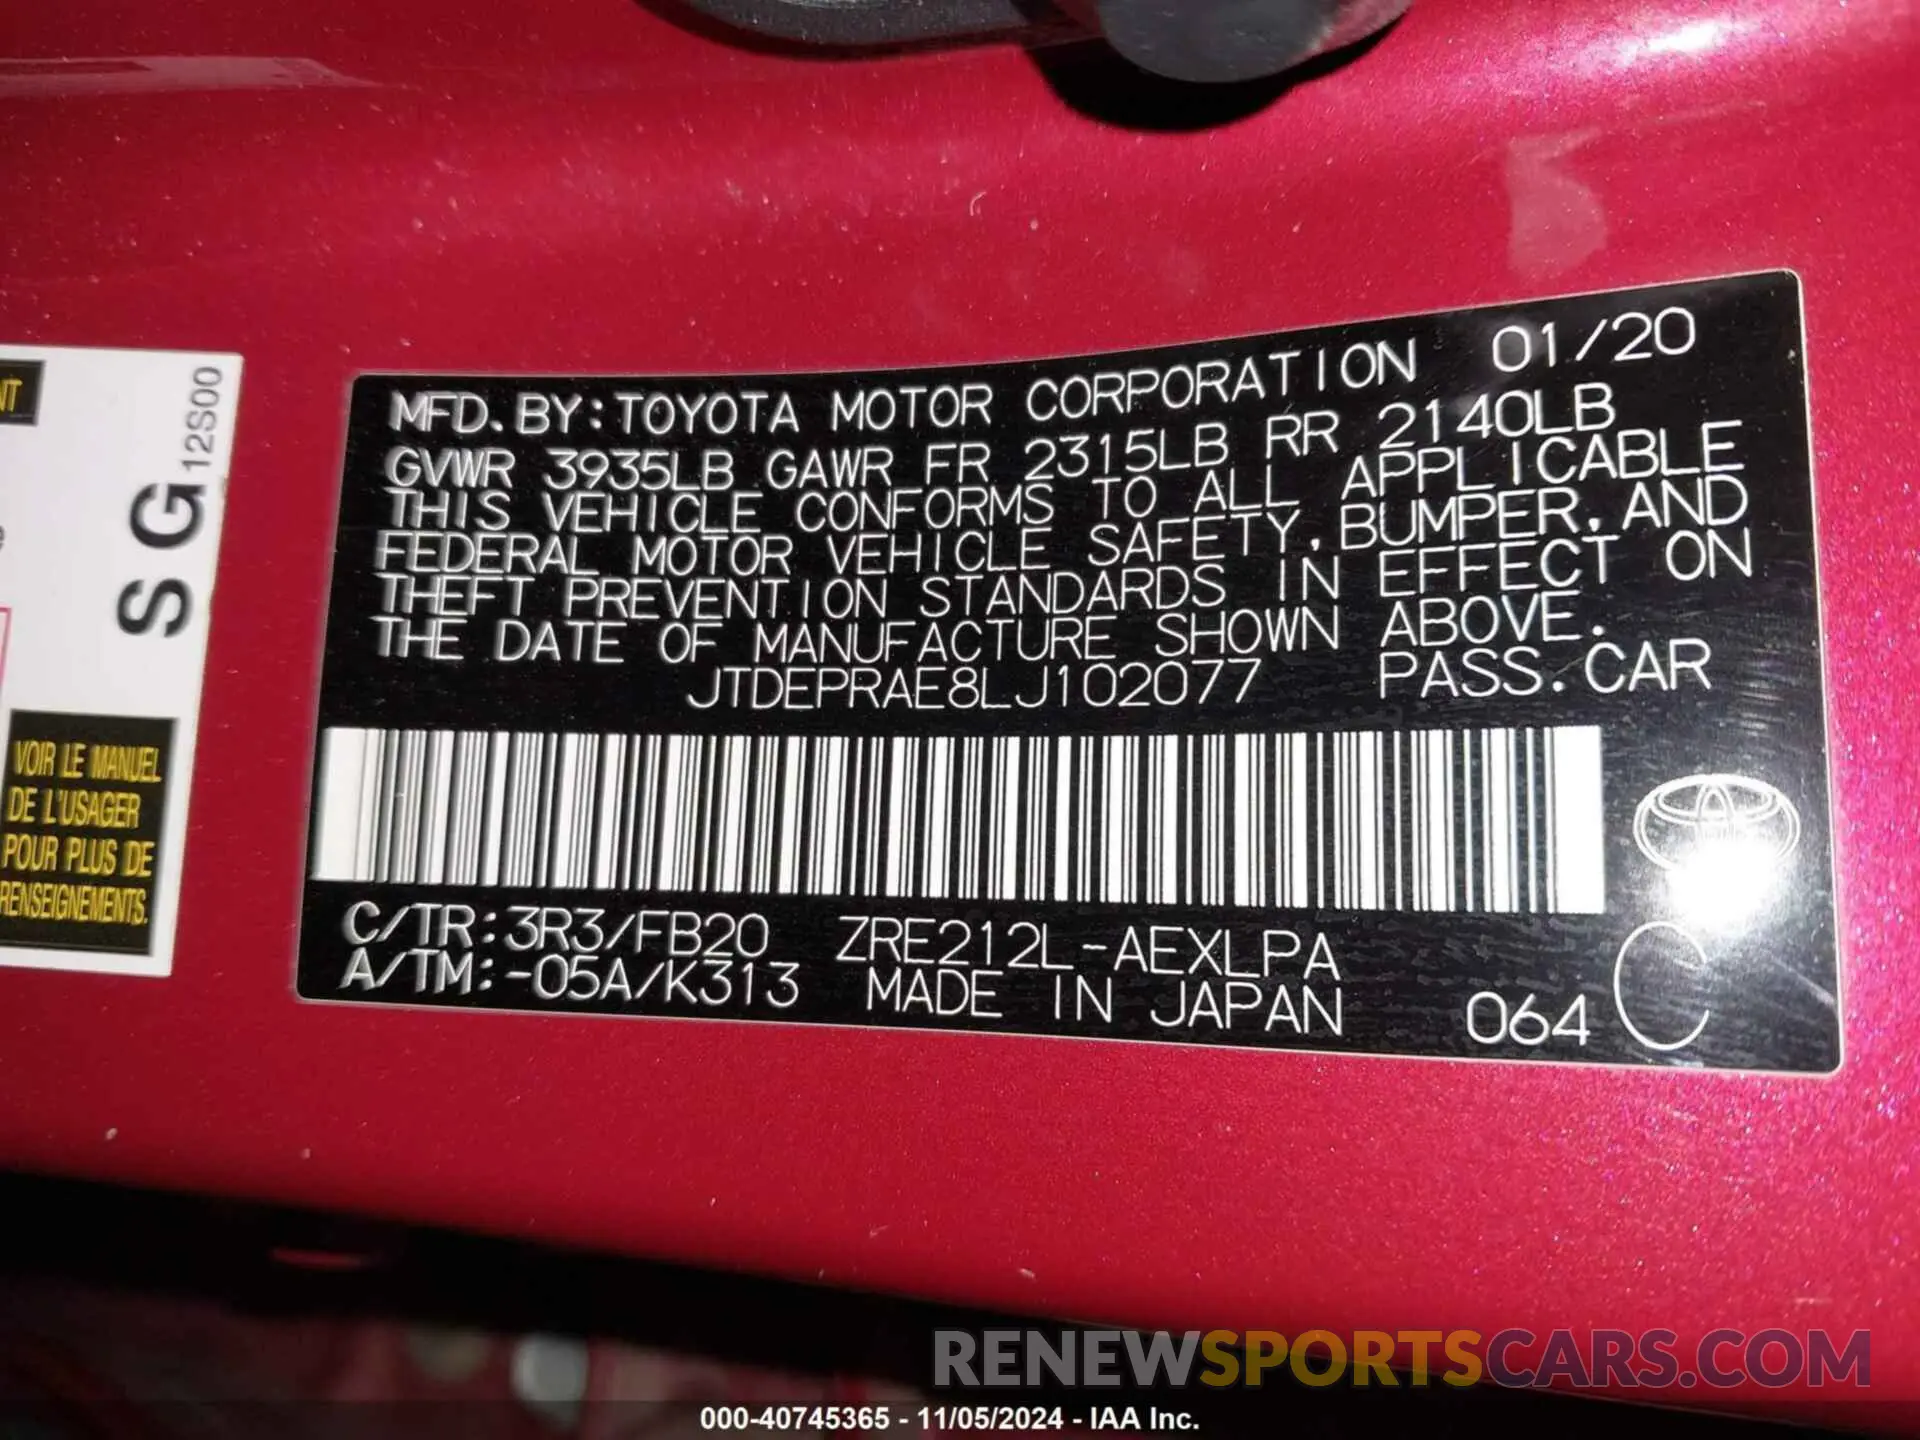 MFD. BY: TOYOTA MOTOR CORPORATION 01/20
GVWR 3935LB GAWR FR 2315LB RR 2140LB
THIS VEHICLE CONFORMS TO ALL APPLICABLE
FEDERAL MOTOR VEHICLE SAFETY, BUMPER, AND
THEFT PREVENTION STANDARDS IN EFFECT ON
THE DATE OF MANUFACTURE SHOWN ABOVE.
JTDEPRAE8LJ102077 PASS. CAR
C/TR: 3R3/FB20 ZRE212L-AEXLPA
A/TM: -05A/K313 MADE IN JAPAN 064 C
SG12S00
VOIR LE MANUEL
DE L'USAGER
POUR PLUS DE
RENSEIGNEMENTS.
RENEWSPORTSCARS.COM
000-40745365 - 11/05/2024 - IAA Inc.